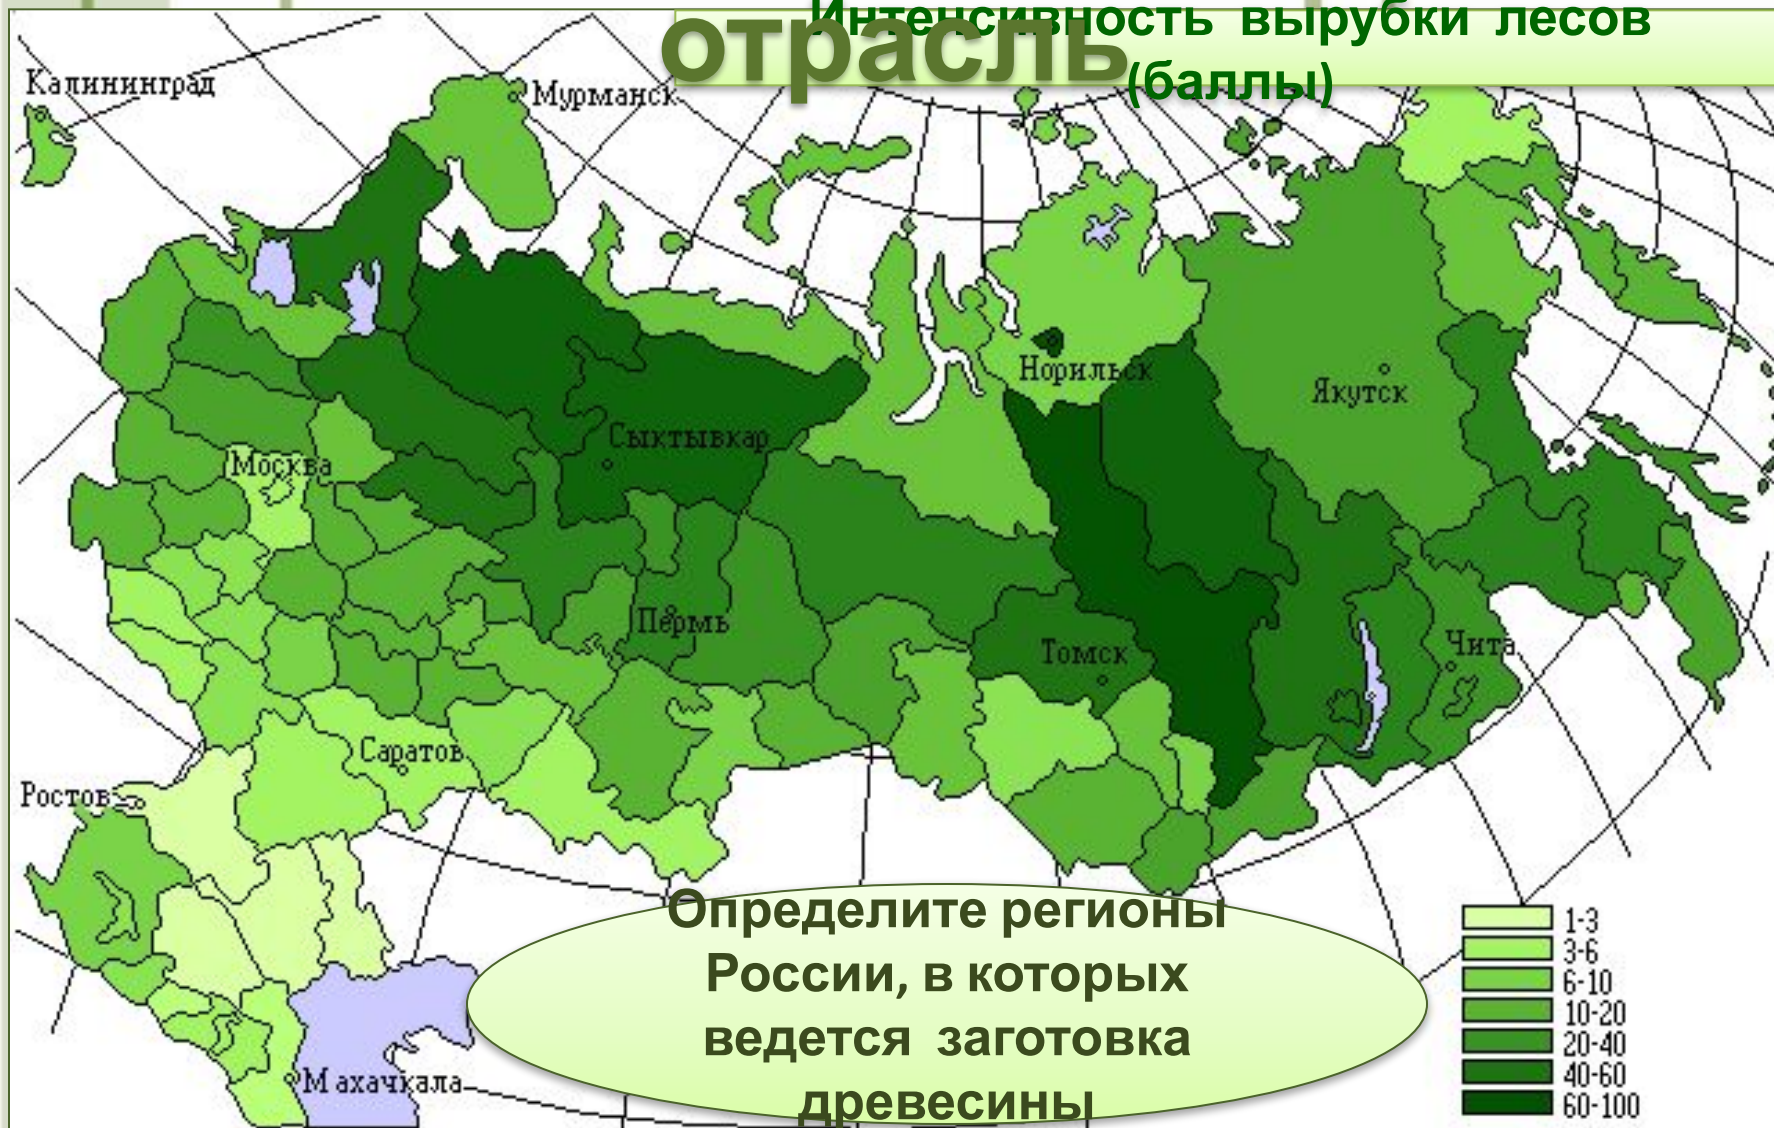 отрасль
Интенсивность вырубки лесов
(баллы)
Калининград
Мурманск
Норильск
Якутск
Сыктывкар
Москва
Пермь
Томск
Чита
Саратов
Ростов
Махачкала
Определите регионы
России, в которых
ведется заготовка
древесины
1-3
3-6
6-10
10-20
20-40
40-60
60-100